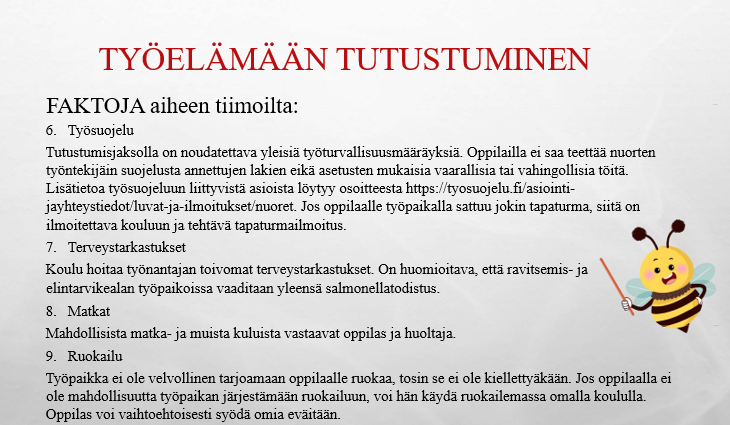 TYÖELÄMÄÄN TUTUSTUMINEN
FAKTOJA aiheen tiimoilta:
6. Työsuojelu
Tutustumisjaksolla on noudatettava yleisiä työturvallisuusmääräyksiä. Oppilailla ei saa teettää nuorten
työntekijäin suojelusta annettujen lakien eikä asetusten mukaisia vaarallisia tai vahingollisia töitä.
Lisätietoa työsuojeluun liittyvistä asioista löytyy osoitteesta https://tyosuojelu.fi/asiointi-
jayhteystiedot/luvat-ja-ilmoitukset/nuoret. Jos oppilaalle työpaikalla sattuu jokin tapaturma, siitä on
ilmoitettava kouluun ja tehtävä tapaturmailmoitus.
7. Terveystarkastukset
Koulu hoitaa työnantajan toivomat terveystarkastukset. On huomioitava, että ravitsemis- ja
elintarvikealan työpaikoissa vaaditaan yleensä salmonellatodistus.
8. Matkat
Mahdollisista matka- ja muista kuluista vastaavat oppilas ja huoltaja.
9. Ruokailu
Työpaikka ei ole velvollinen tarjoamaan oppilaalle ruokaa, tosin se ei ole kiellettyäkään. Jos oppilaalla ei
ole mahdollisuutta työpaikan järjestämään ruokailuun, voi hän käydä ruokailemassa omalla koululla.
Oppilas voi vaihtoehtoisesti syödä omia eväitään.